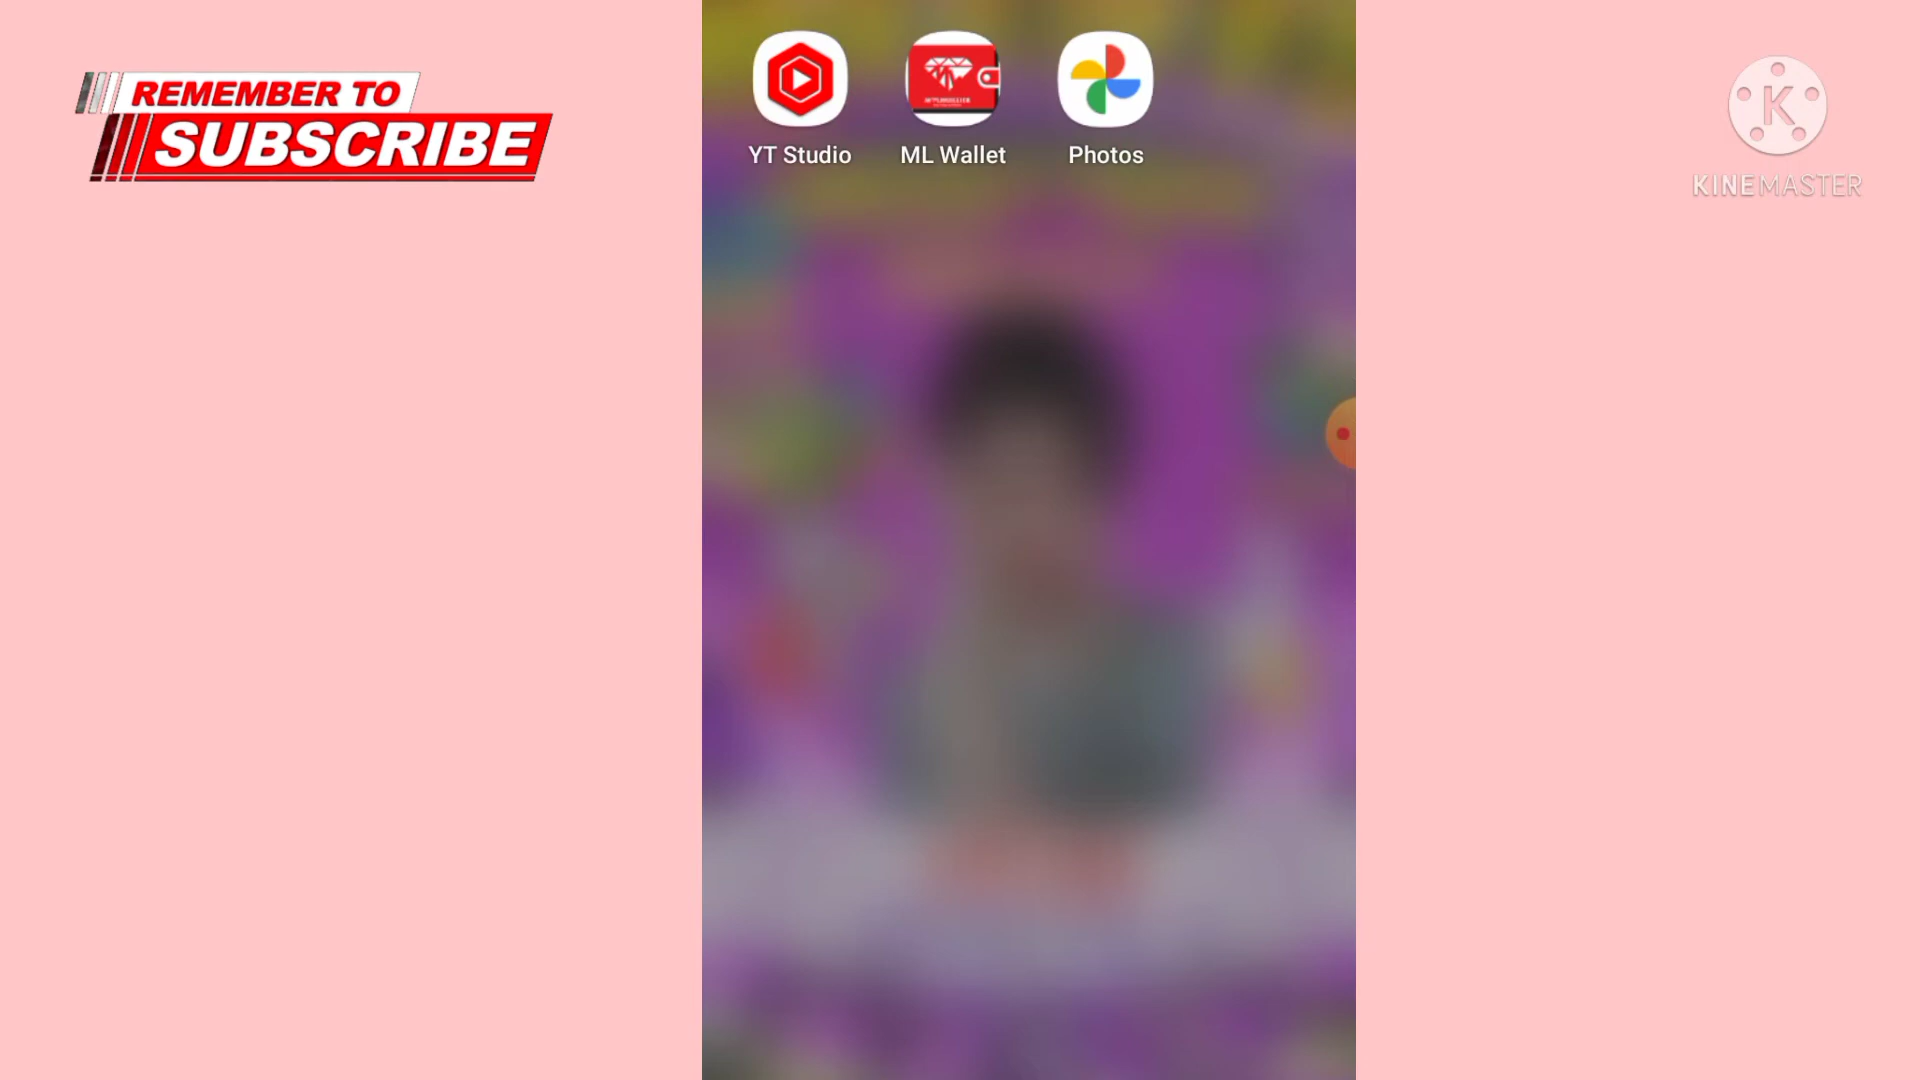 REMEMBER TO
SUBSCRIBE
YT Studio
ML Wallet
Photos
K
KINEMASTER